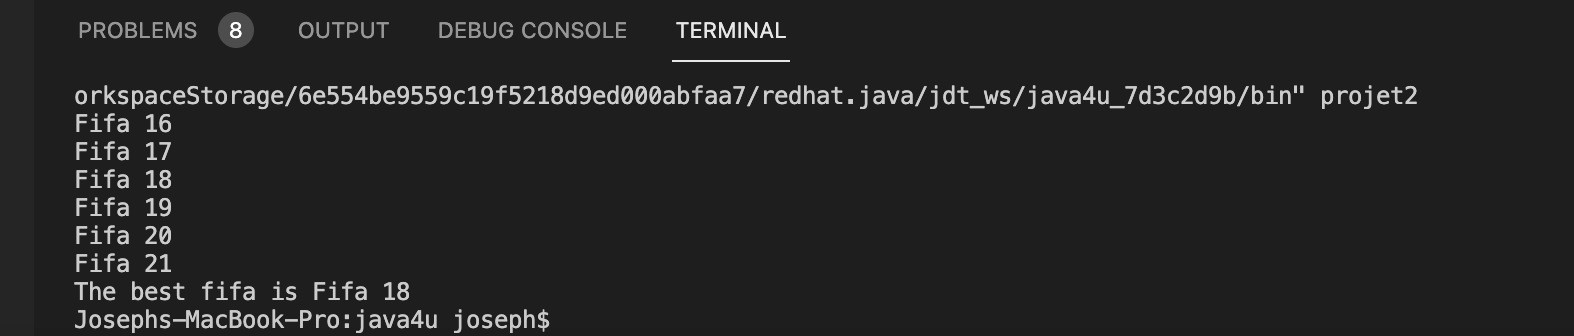 PROBLEMS 8 OUTPUT DEBUG CONSOLE TERMINAL
orkspaceStorage/6e554be9559c19f5218d9ed000abfaa7/redhat.java/jdt_ws/java4u_7d3c2d9b/bin" projet2
Fifa 16
Fifa 17
Fifa 18
Fifa 19
Fifa 20
Fifa 21
The best fifa is Fifa 18
Josephs-MacBook-Pro:java4u joseph$